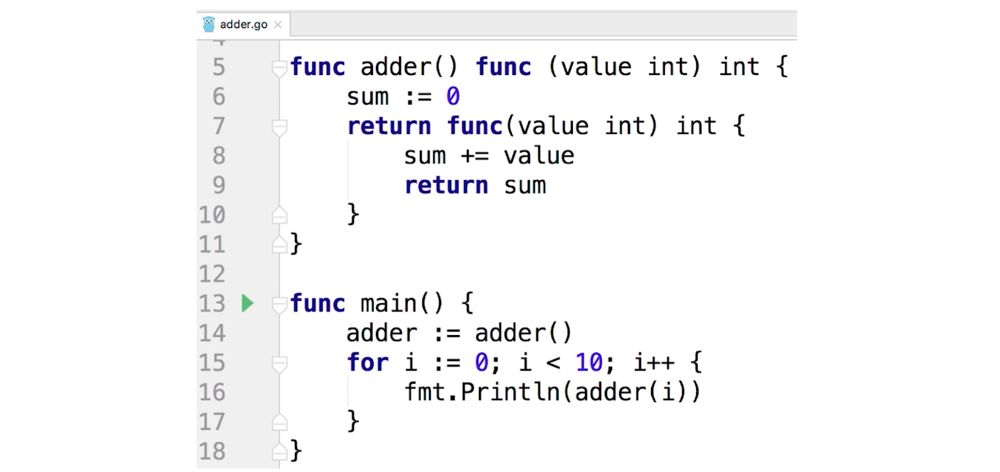 adder.go
5 func adder() func (value int) int {
6 sum := 0
7 return func(value int) int {
8 sum += value
9 return sum
10 }
11 }
12
13 func main() {
14 adder := adder()
15 for i := 0; i < 10; i++ {
16 fmt.Println(adder(i))
17 }
18 }